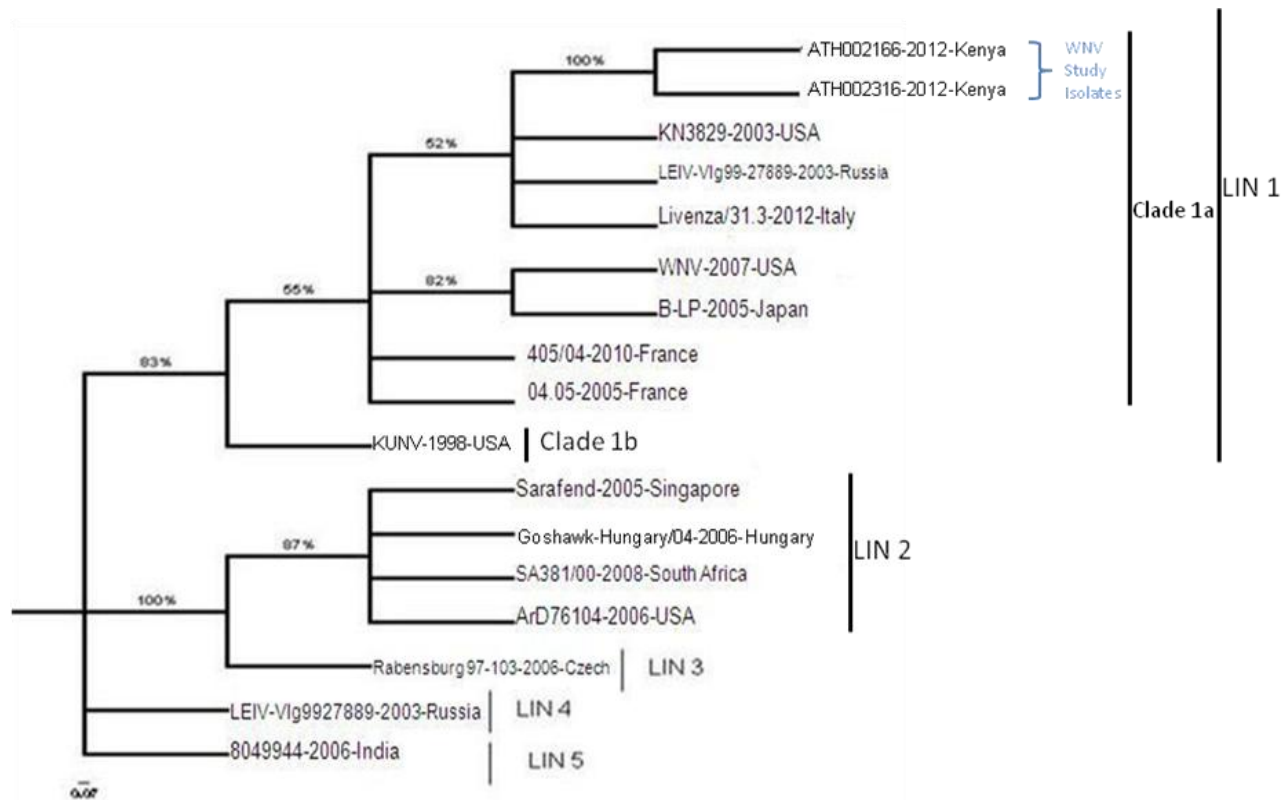 100%
ATH002166-2012-Kenya
ATH002316-2012-Kenya
WNV
Study
Isolates
52%
KN3829-2003-USA
LEIV-Vlg99-27889-2003-Russia
Livenza/31.3-2012-Italy
Clade 1a
LIN 1
82%
WNV-2007-USA
B-LP-2005-Japan
55%
405/04-2010-France
04.05-2005-France
83%
KUNV-1998-USA
Clade 1b
Sarafend-2005-Singapore
Goshawk-Hungary/04-2006-Hungary
87%
SA381/00-2008-South Africa
ArD76104-2006-USA
LIN 2
100%
Rabensburg 97-103-2006-Czech
LIN 3
LEIV-Vlg9927889-2003-Russia
LIN 4
8049944-2006-India
LIN 5